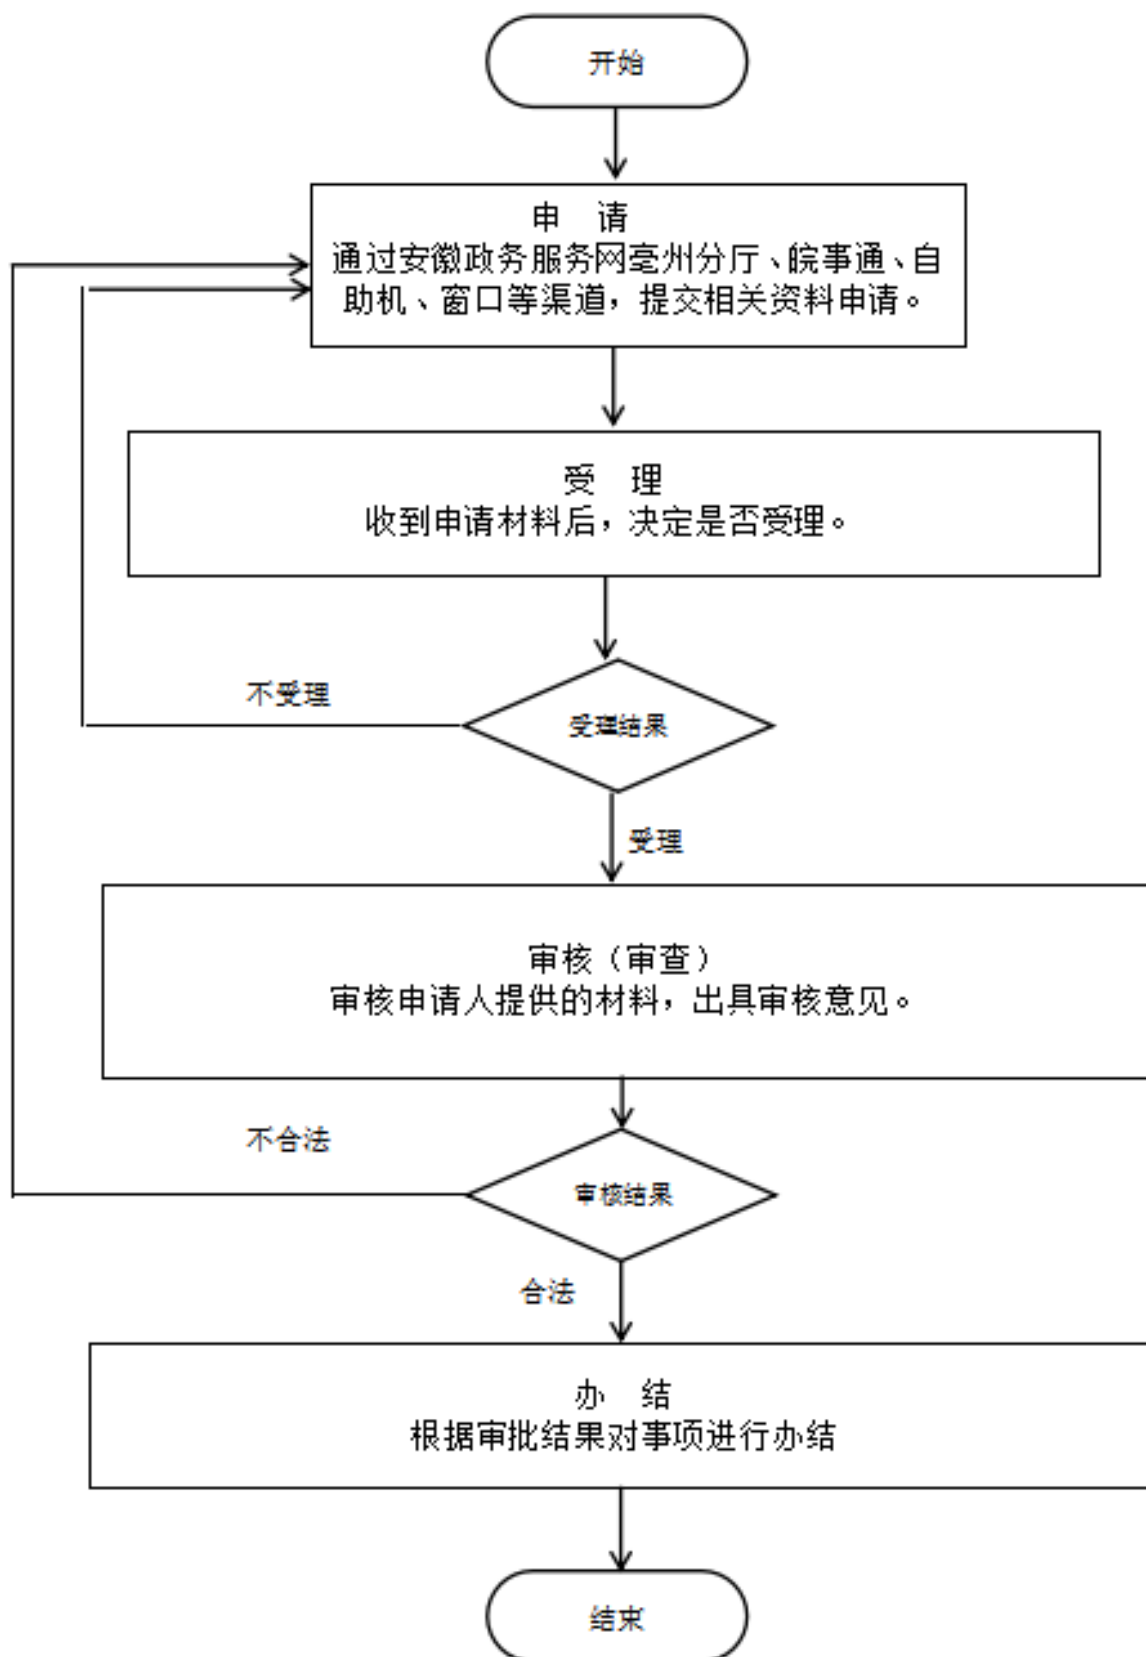 开始
申　请
通过安徽政务服务网亳州分厅、皖事通、自
助机、窗口等渠道，提交相关资料申请。
受　理
收到申请材料后，决定是否受理。
不受理
受理结果
受理
审核（审查）
审核申请人提供的材料，出具审核意见。
不合法
审核结果
合法
办　结
根据审批结果对事项进行办结
结束